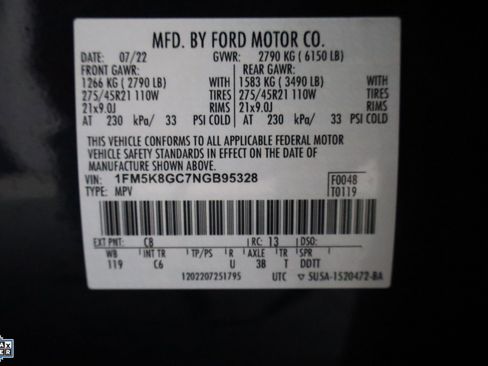 MFD. BY FORD MOTOR CO.
DATE: 07/22 GVWR: 2790 KG ( 6150 LB)
FRONT GAWR: REAR GAWR:
1266 KG ( 2790 LB) WITH 1583 KG ( 3490 LB) WITH
275/45R21 110W TIRES 275/45R21 110W TIRES
21x9.0J RIMS 21x9.0J RIMS
AT 230 kPa/ 33 PSI COLD AT 230 kPa/ 33 PSI COLD
THIS VEHICLE CONFORMS TO ALL APPLICABLE FEDERAL MOTOR
VEHICLE SAFETY STANDARDS IN EFFECT ON THE DATE OF
MANUFACTURE SHOWN ABOVE.
VIN: 1FM5K8GC7NGB95328 F0048
TYPE: MPV T0119
EXT PNT: C8 RC: 13 DSO:
WB INT TR TP/PS R AXLE TR SPR
119 C6 U 3B T DDTT
1202207251795 UTC 5U5A-1520472-BA